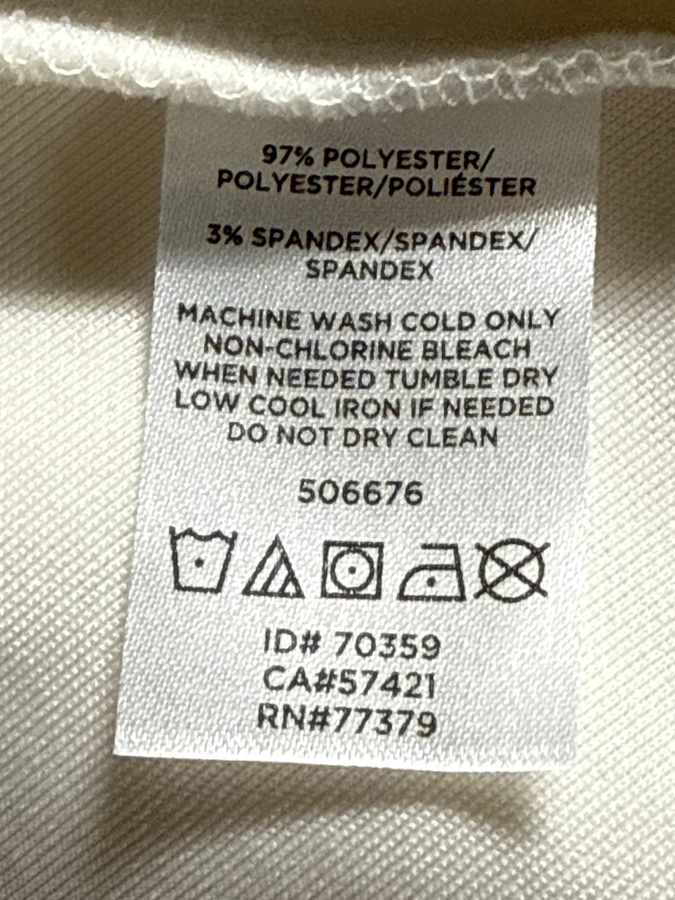 97% POLYESTER/
POLYESTER/POLIÉSTER
3% SPANDEX/SPANDEX/
SPANDEX
MACHINE WASH COLD ONLY
NON-CHLORINE BLEACH
WHEN NEEDED TUMBLE DRY
LOW COOL IRON IF NEEDED
DO NOT DRY CLEAN
506676
ID# 70359
CA#57421
RN#77379